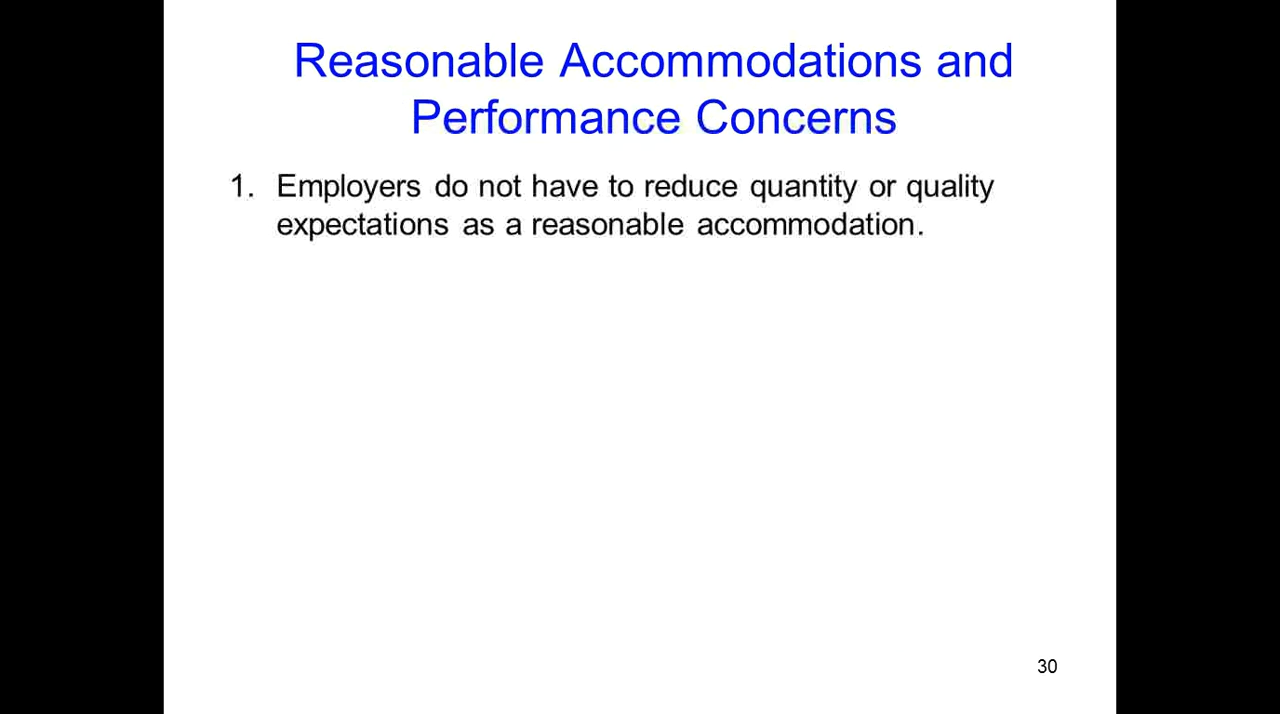 Reasonable Accommodations and
Performance Concerns
1. Employers do not have to reduce quantity or quality
expectations as a reasonable accommodation.
30